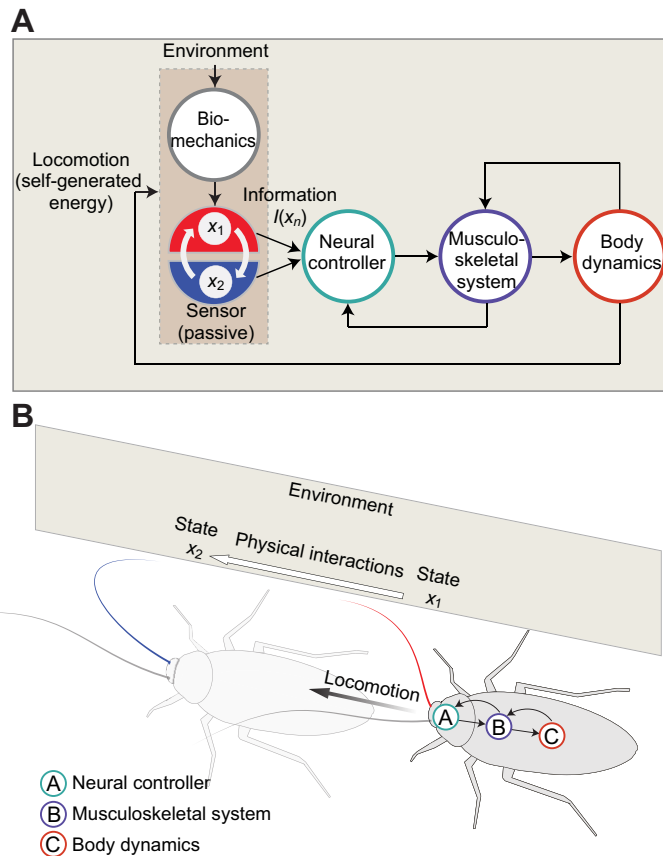 A
Environment
Bio-
mechanics
Locomotion
(self-generated
energy)
Information
I(xn)
x1
x2
Sensor
(passive)
Neural
controller
Musculo-
skeletal
system
Body
dynamics
B
Environment
State
x2
Physical interactions
State
x1
Locomotion
A
B
C
A Neural controller
B Musculoskeletal system
C Body dynamics